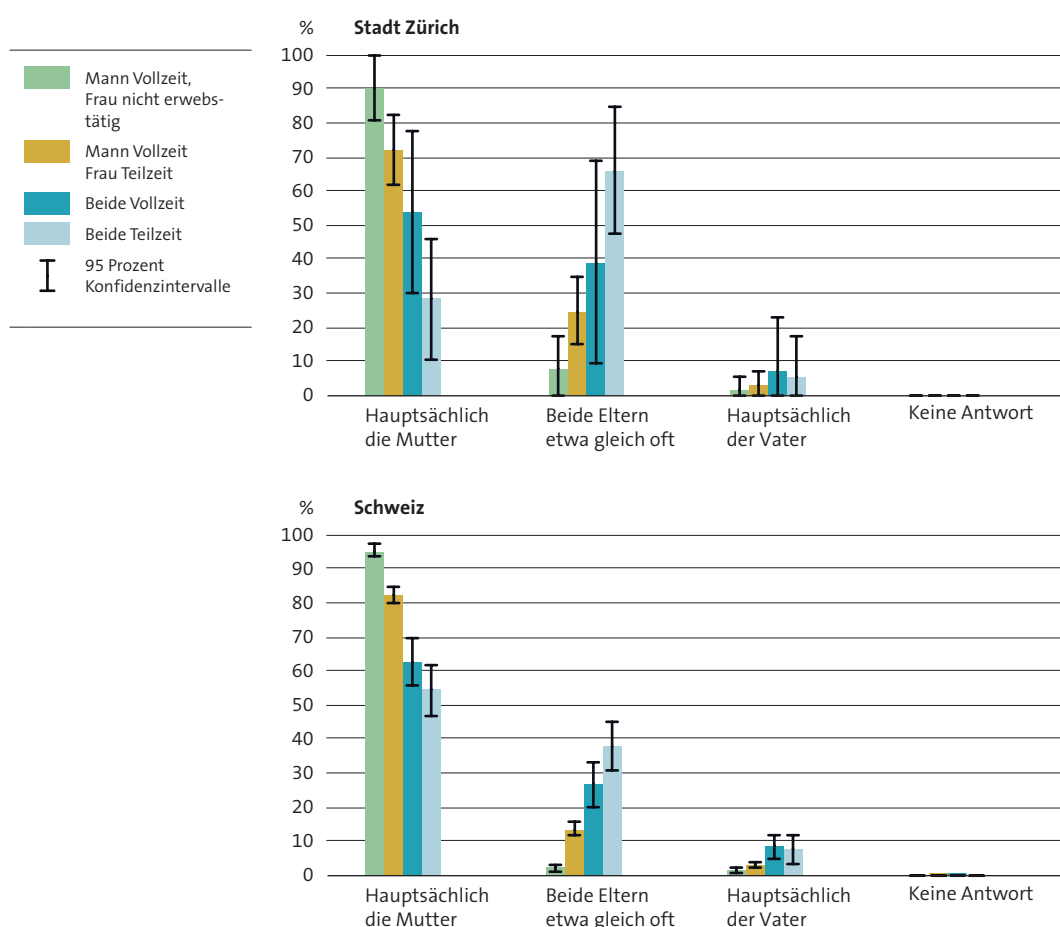 % Stadt Zürich
Mann Vollzeit,
Frau nicht erwebs-
tätig
Mann Vollzeit
Frau Teilzeit
Beide Vollzeit
Beide Teilzeit
95 Prozent
Konfidenzintervalle
100
90
80
70
60
50
40
30
20
10
0
Hauptsächlich
die Mutter
Beide Eltern
etwa gleich oft
Hauptsächlich
der Vater
Keine Antwort
% Schweiz
100
90
80
70
60
50
40
30
20
10
0
Hauptsächlich
die Mutter
Beide Eltern
etwa gleich oft
Hauptsächlich
der Vater
Keine Antwort